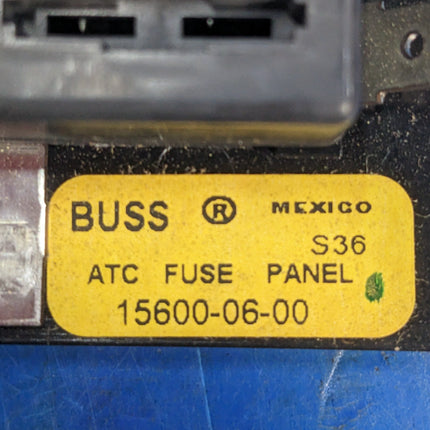 BUSS ® MEXICO
S36
ATC FUSE PANEL
15600-06-00